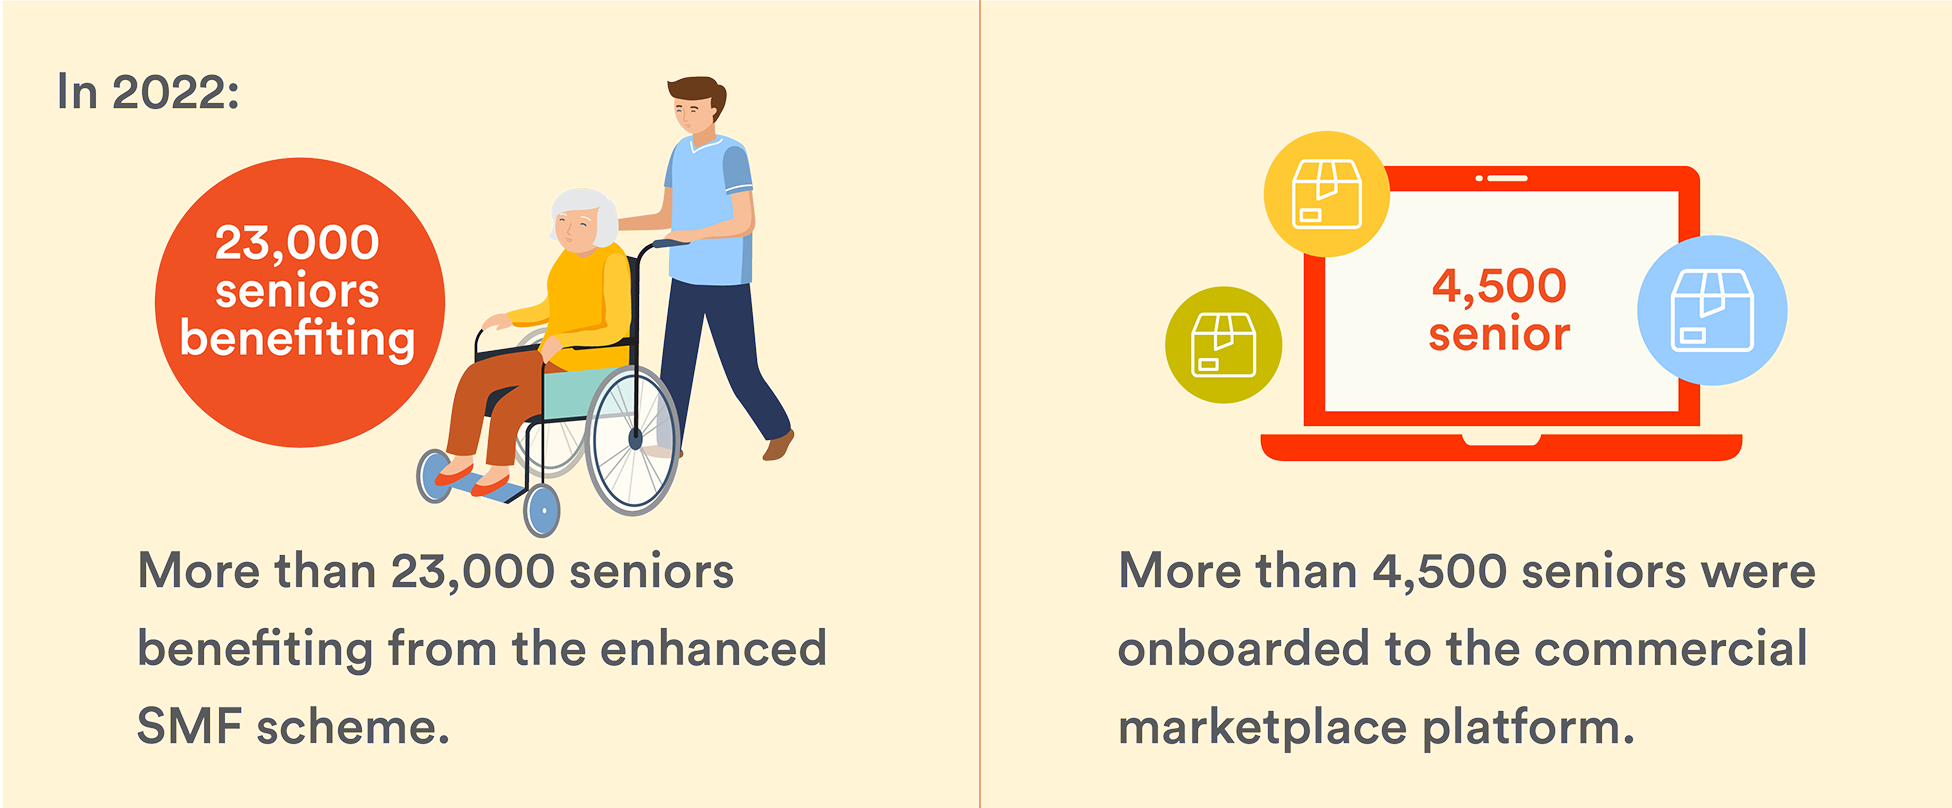 In 2022:
23,000
seniors
benefiting
More than 23,000 seniors
benefiting from the enhanced
SMF scheme.
4,500
senior
More than 4,500 seniors were
onboarded to the commercial
marketplace platform.